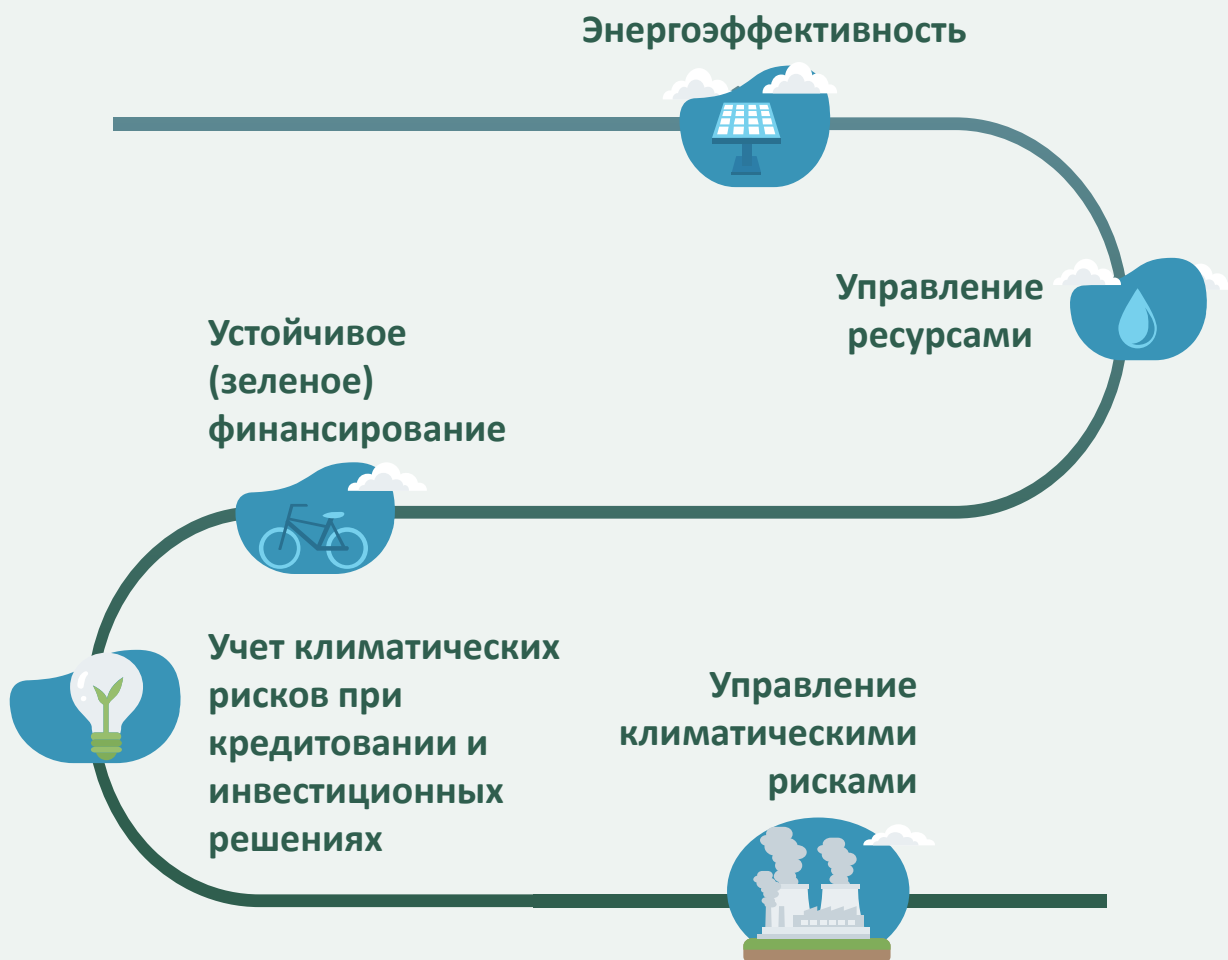 Энергоэффективность
Управление
ресурсами
Устойчивое
(зеленое)
финансирование
Учет климатических
рисков при
кредитовании и
инвестиционных
решениях
Управление
климатическими
рисками